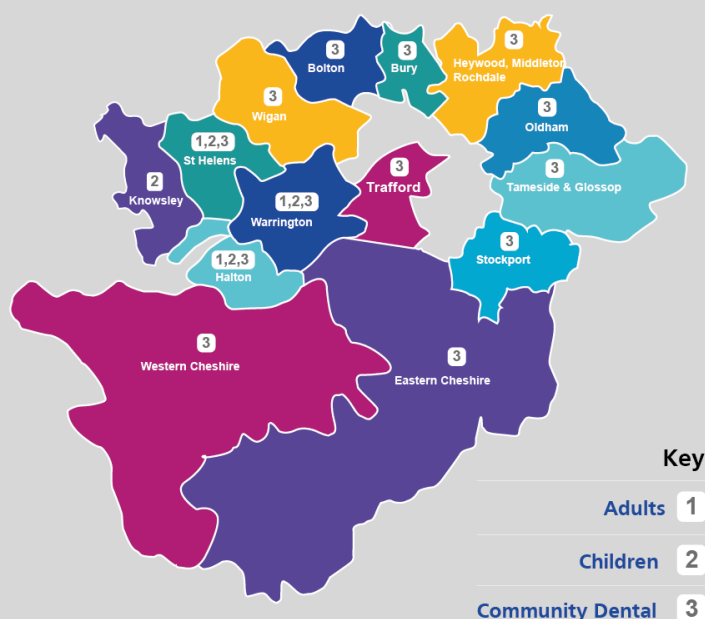 3
Bolton
3
Bury
3
Heywood, Middleton
Rochdale
3
Wigan
3
Oldham
1,2,3
St Helens
2
Knowsley
3
Trafford
3
Tameside & Glossop
1,2,3
Warrington
3
Stockport
1,2,3
Halton
3
Western Cheshire
3
Eastern Cheshire
Key
Adults 1
Children 2
Community Dental 3